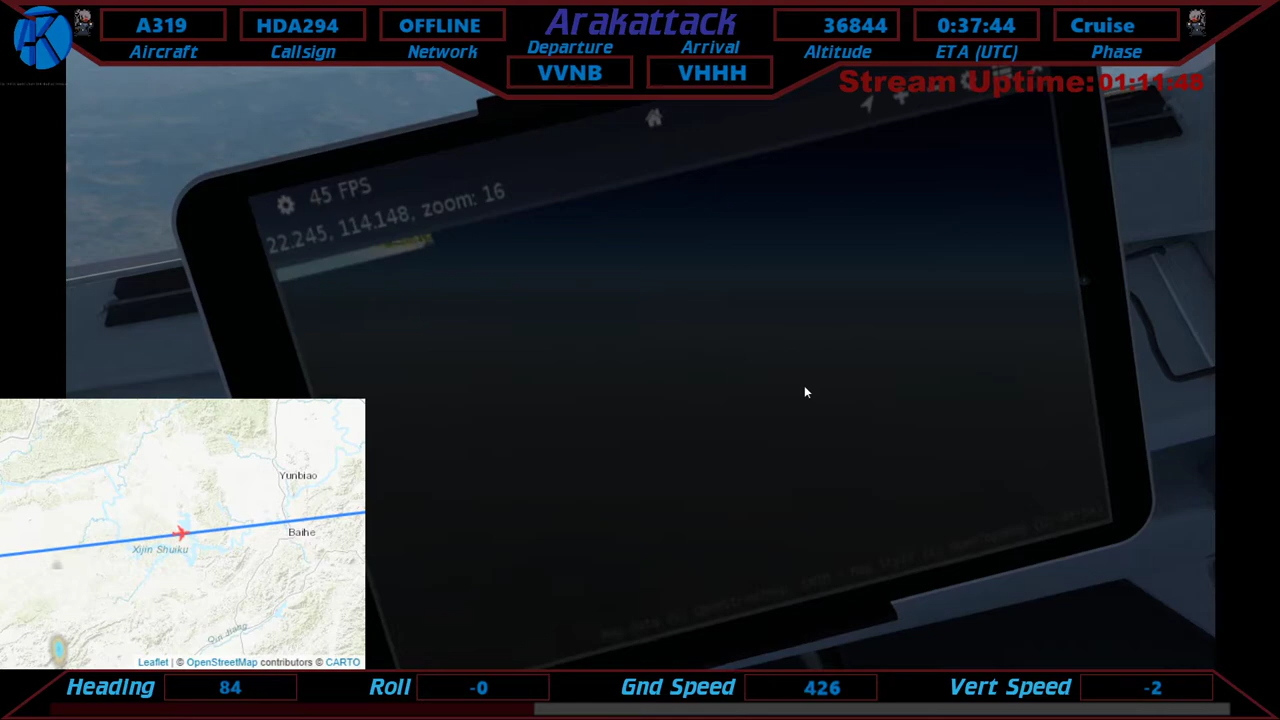 A319
Aircraft
HDA294
Callsign
OFFLINE
Network
Arakattack
Departure
Arrival
VVNB
VHHH
36844
Altitude
0:37:44
ETA (UTC)
Cruise
Phase
Stream Uptime:01:11:48
45 FPS
22.245, 114.148, zoom: 16
Yunbiao
Baihe
Xijin Shuiku
Qin Jiang
Leaflet | © OpenStreetMap contributors © CARTO
Heading
84
Roll
-0
Gnd Speed
426
Vert Speed
-2